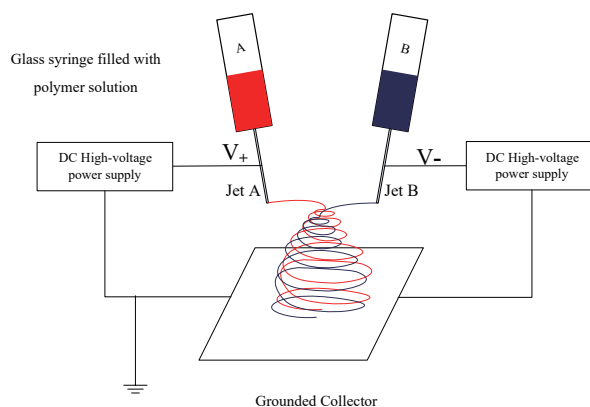 A
B
Glass syringe filled with
polymer solution
V+
V-
DC High-voltage
power supply
DC High-voltage
power supply
Jet A
Jet B
Grounded Collector